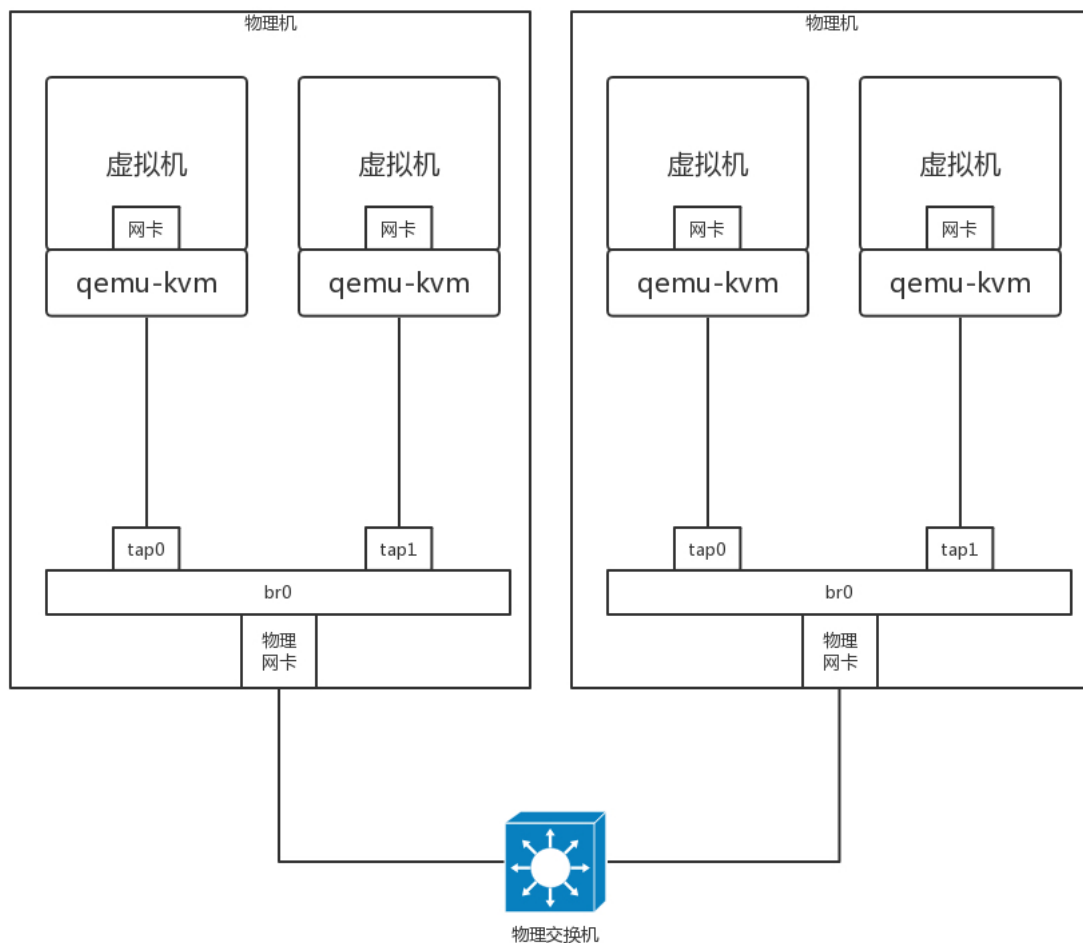 物理机
物理机
虚拟机
虚拟机
虚拟机
虚拟机
网卡
网卡
网卡
网卡
qemu-kvm
qemu-kvm
qemu-kvm
qemu-kvm
tap0
tap1
tap0
tap1
br0
br0
物理
网卡
物理
网卡
物理交换机